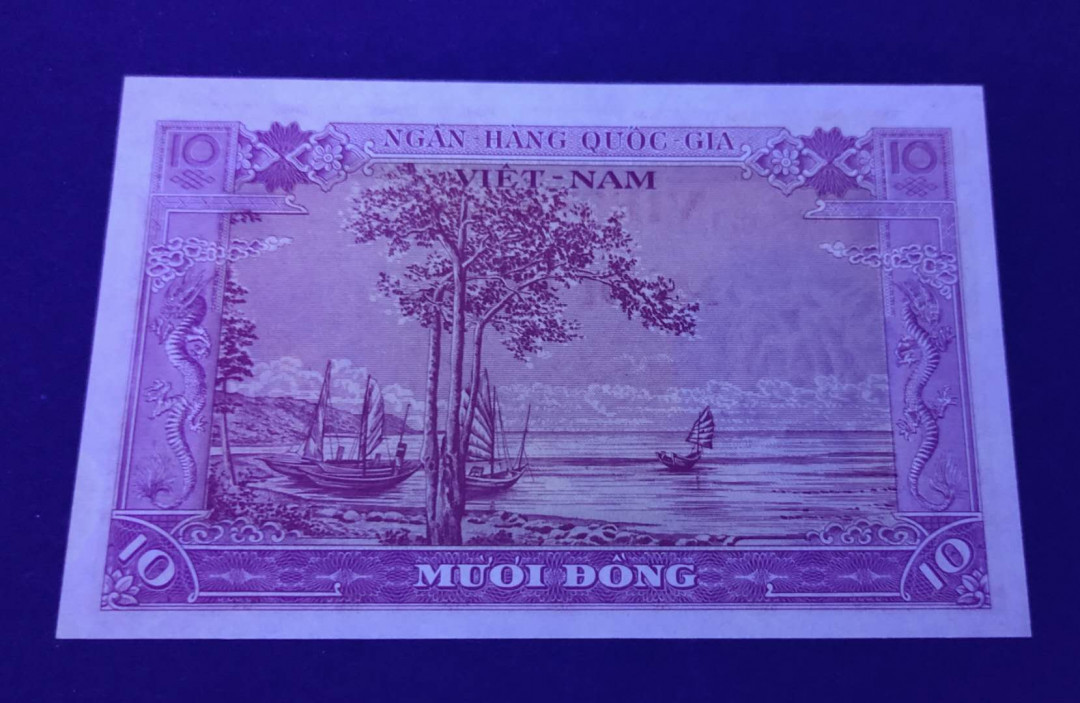 NGÂN-HÀNG QUỐC-GIA
10 10
VIỆT-NAM
MƯỜI ĐỒNG
10 10